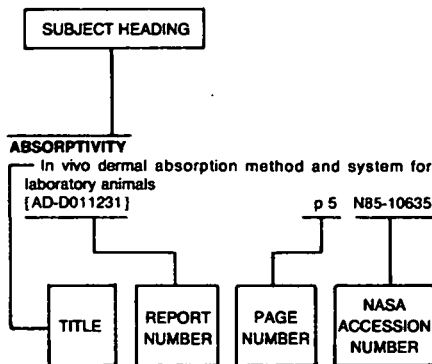 SUBJECT HEADING
ABSORPTIVITY
In vivo dermal absorption method and system for
laboratory animals
[AD-D011231] p 5 N85-10635
TITLE
REPORT
NUMBER
PAGE
NUMBER
NASA
ACCESSION
NUMBER